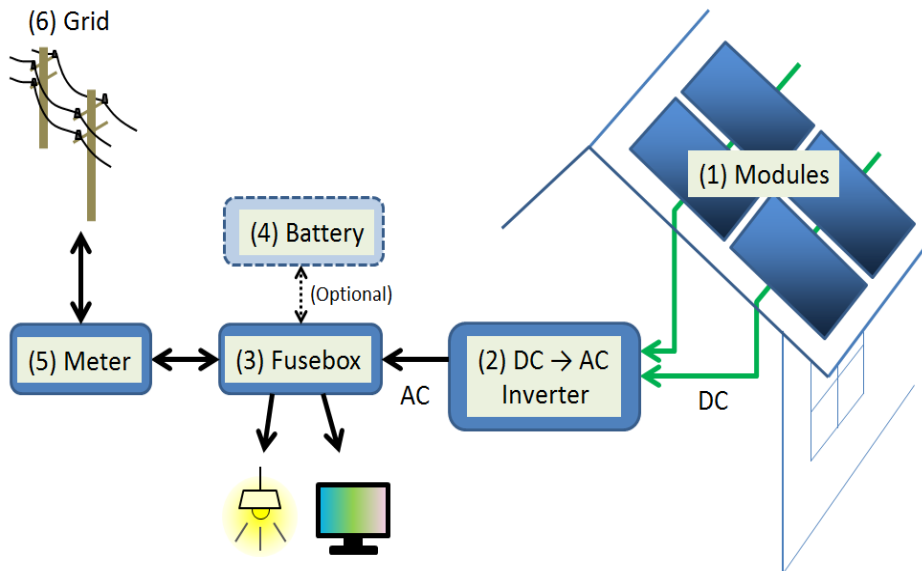 (6) Grid
(1) Modules
(4) Battery
(Optional)
(5) Meter
(3) Fusebox
(2) DC → AC
Inverter
AC
DC